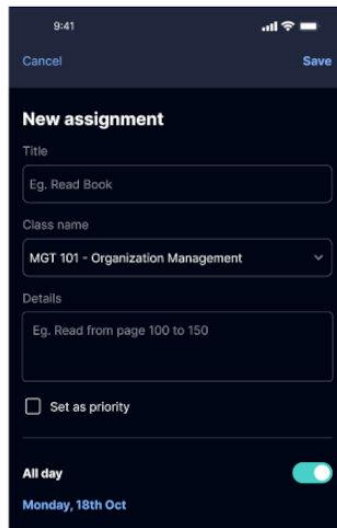 9:41
Cancel Save
New assignment
Title
Eg. Read Book
Class name
MGT 101 - Organization Management
Details
Eg. Read from page 100 to 150
Set as priority
All day
Monday, 18th Oct